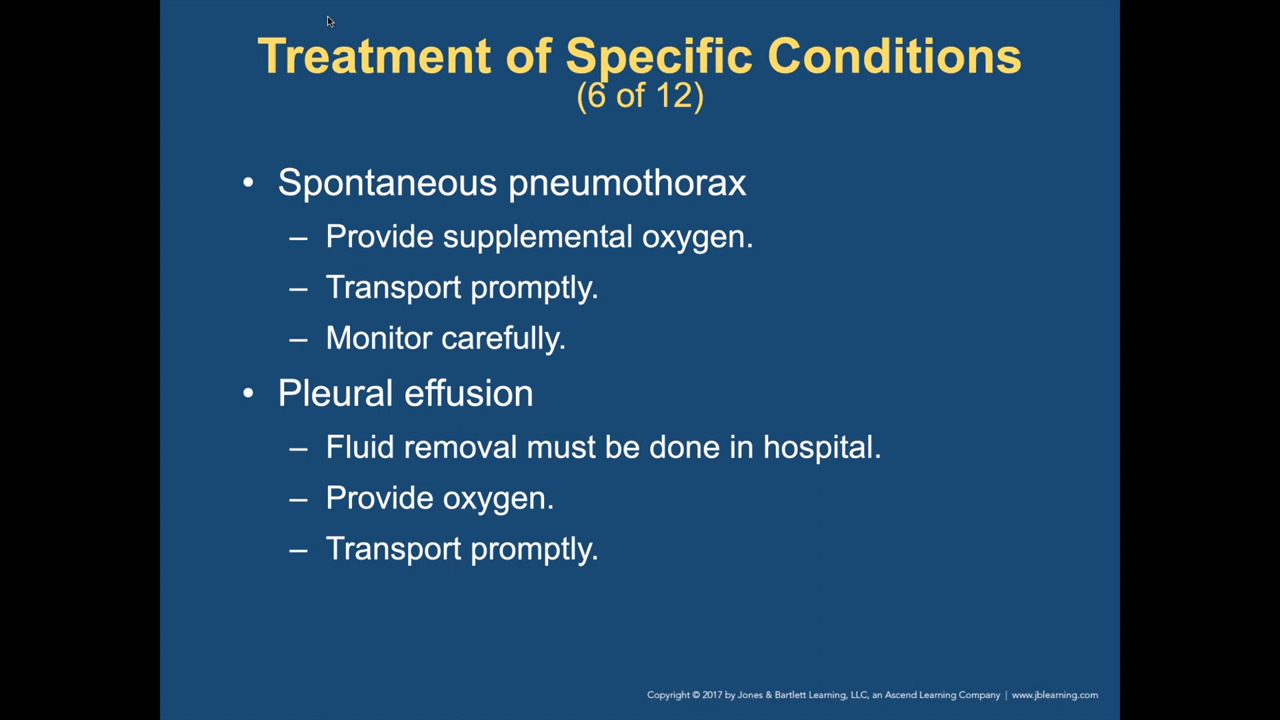 Treatment of Specific Conditions
(6 of 12)
• Spontaneous pneumothorax
– Provide supplemental oxygen.
– Transport promptly.
– Monitor carefully.
• Pleural effusion
– Fluid removal must be done in hospital.
– Provide oxygen.
– Transport promptly.
Copyright © 2017 by Jones & Bartlett Learning, LLC, an Ascend Learning Company | www.jblearning.com